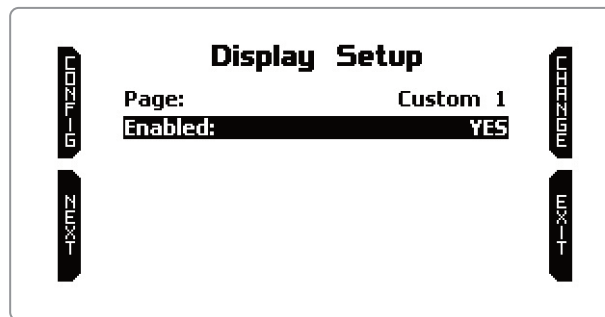 Display Setup
CONFIG
CHANGE
Page: Custom 1
Enabled: YES
NEXT
EXIT